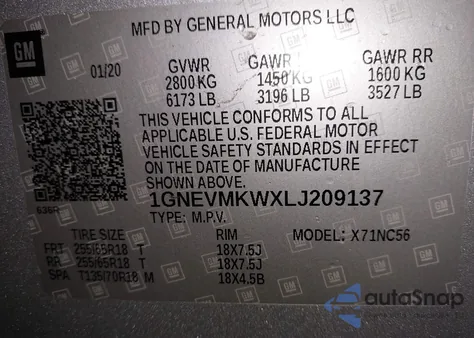 GM
MFD BY GENERAL MOTORS LLC
01/20 GVWR GAWR GAWR RR
2800 KG 1450 KG 1600 KG
6173 LB 3196 LB 3527 LB
THIS VEHICLE CONFORMS TO ALL
APPLICABLE U.S. FEDERAL MOTOR
VEHICLE SAFETY STANDARDS IN EFFECT
ON THE DATE OF MANUFACTURE
SHOWN ABOVE.
1GNEVMKWXLJ209137
TYPE: M.P.V.
TIRE SIZE RIM MODEL: X71NC56
FRT 255/65R18 T 18X7.5J
RR 255/65R18 T 18X7.5J
SPA T135/70R18 M 18X4.5B
autoSnap